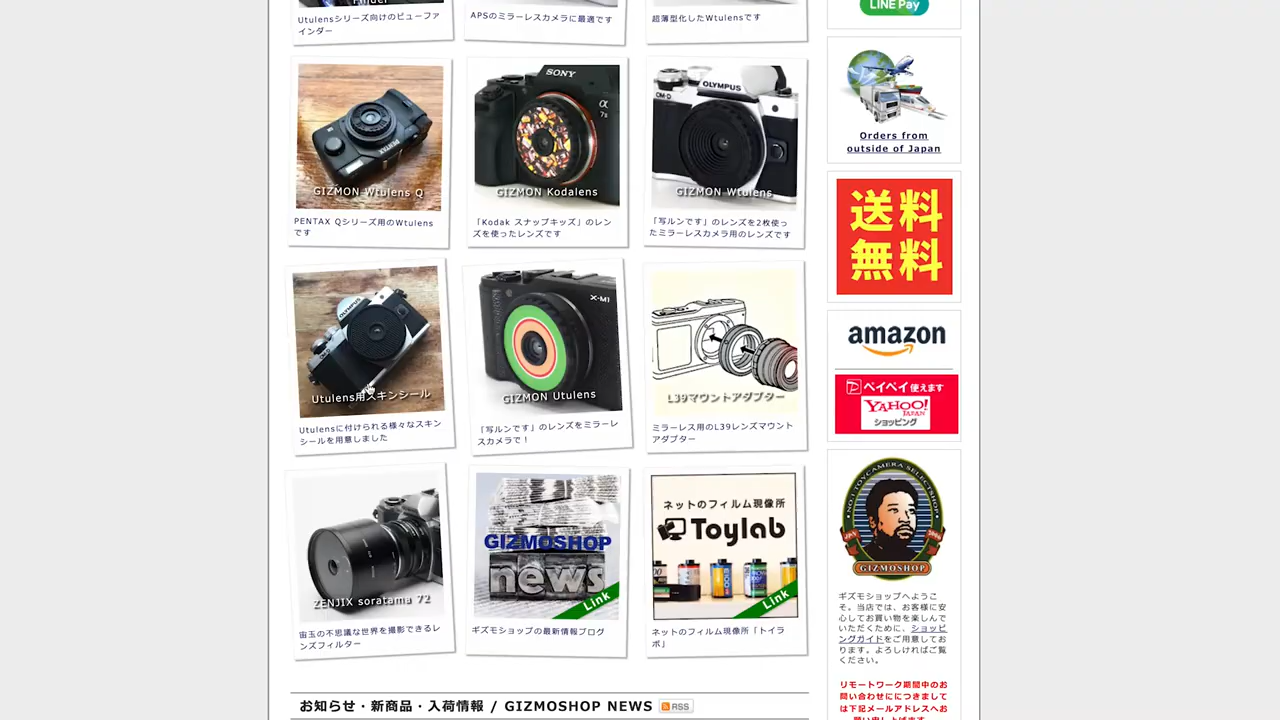 Finder
Utulensシリーズ向けのビューファ
インダー
APSのミラーレスカメラに最適です
超薄型化したWtulensです
PENTAX
GIZMON Wtulens Q
PENTAX Qシリーズ用のWtulens
です
SONY
α
7s
GIZMON Kodalens
「Kodak スナップキッズ」のレン
ズを使ったレンズです
OLYMPUS
OM-D
GIZMON Wtulens
「写ルンです」のレンズを2枚使っ
たミラーレスカメラ用のレンズです
OLYMPUS
Utulens用スキンシール
Utulensに付けられる様々なスキン
シールを用意しました
X-M1
GIZMON Utulens
「写ルンです」のレンズをミラーレ
スカメラで！
L39マウントアダプター
ミラーレス用のL39レンズマウント
アダプター
ZENJIX soratama 72
宙玉の不思議な世界を撮影できるレ
ンズフィルター
GIZMOSHOP
news
Link
ギズモショップの最新情報ブログ
ネットのフィルム現像所
Toylab
Link
ネットのフィルム現像所「トイラ
ボ」
お知らせ・新商品・入荷情報 / GIZMOSHOP NEWS
RSS
LINE Pay
Orders from
outside of Japan
送料
無料
amazon
ペイペイ使えます
YAHOO!
JAPAN
ショッピング
NO.1 TOYCAMERA SELECTSHOP
GIZMOSHOP
ギズモショップへようこ
そ。当店では、お客様に安
心してお買い物を楽しんで
いただくために、ショッピ
ングガイドをご用意してお
ります。よろしければご覧
ください。
リモートワーク期間中のお
問い合わせにつきまして
は下記メールアドレスへお
願い申し上げます。